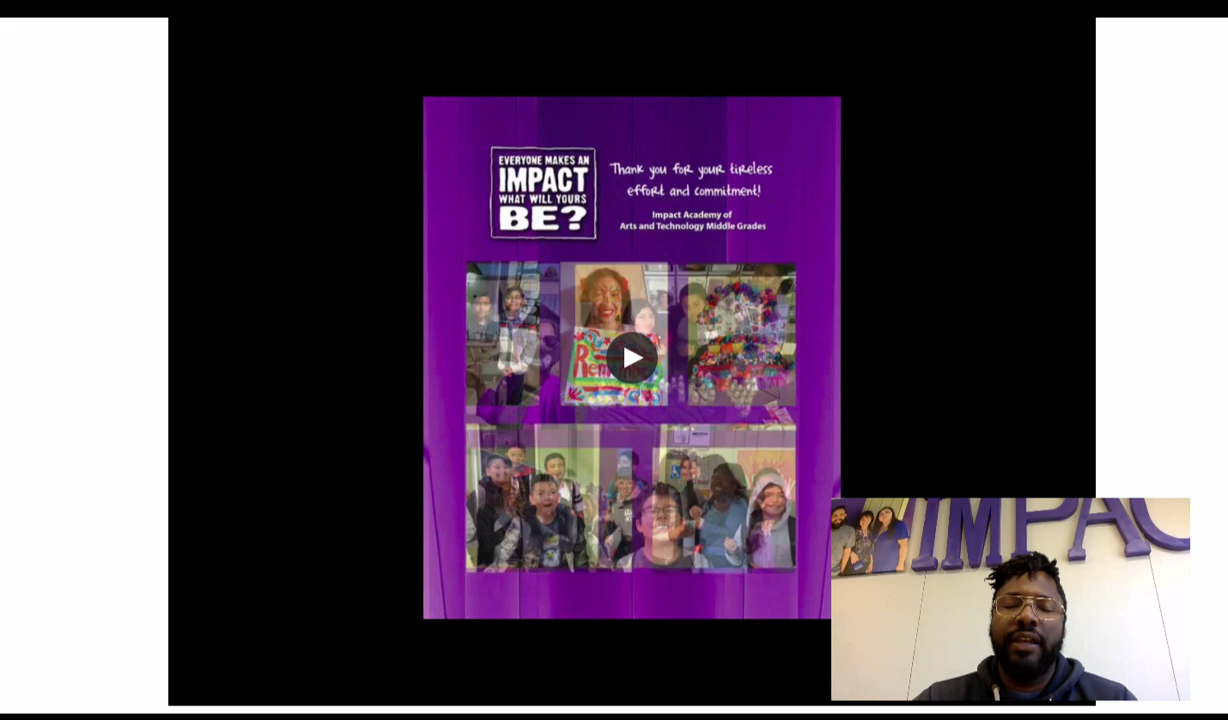 EVERYONE MAKES AN
IMPACT
WHAT WILL YOURS
BE?
Thank you for your tireless
effort and commitment!
Impact Academy of
Arts and Technology Middle Grades
IMPAC